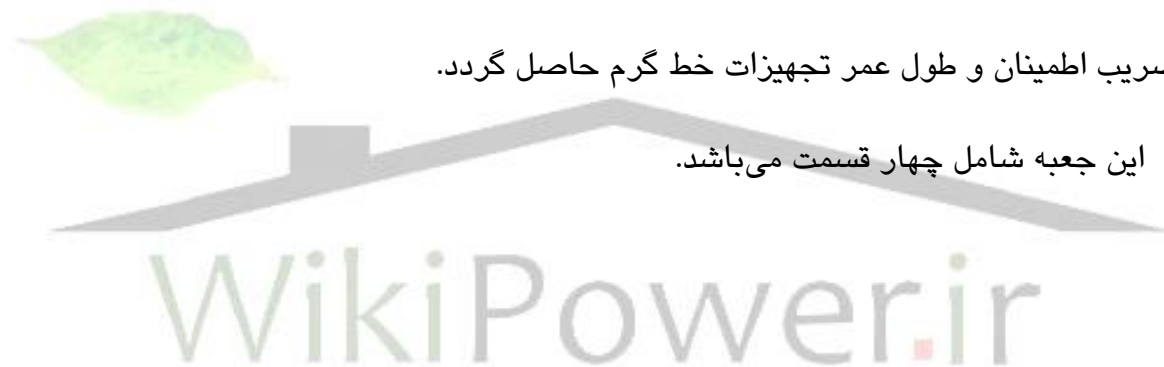 اطمینان و طول عمر تجهیزات خط گرم حاصل گردد.
این جعبه شامل چهار قسمت می‌باشد.
WikiPower.ir